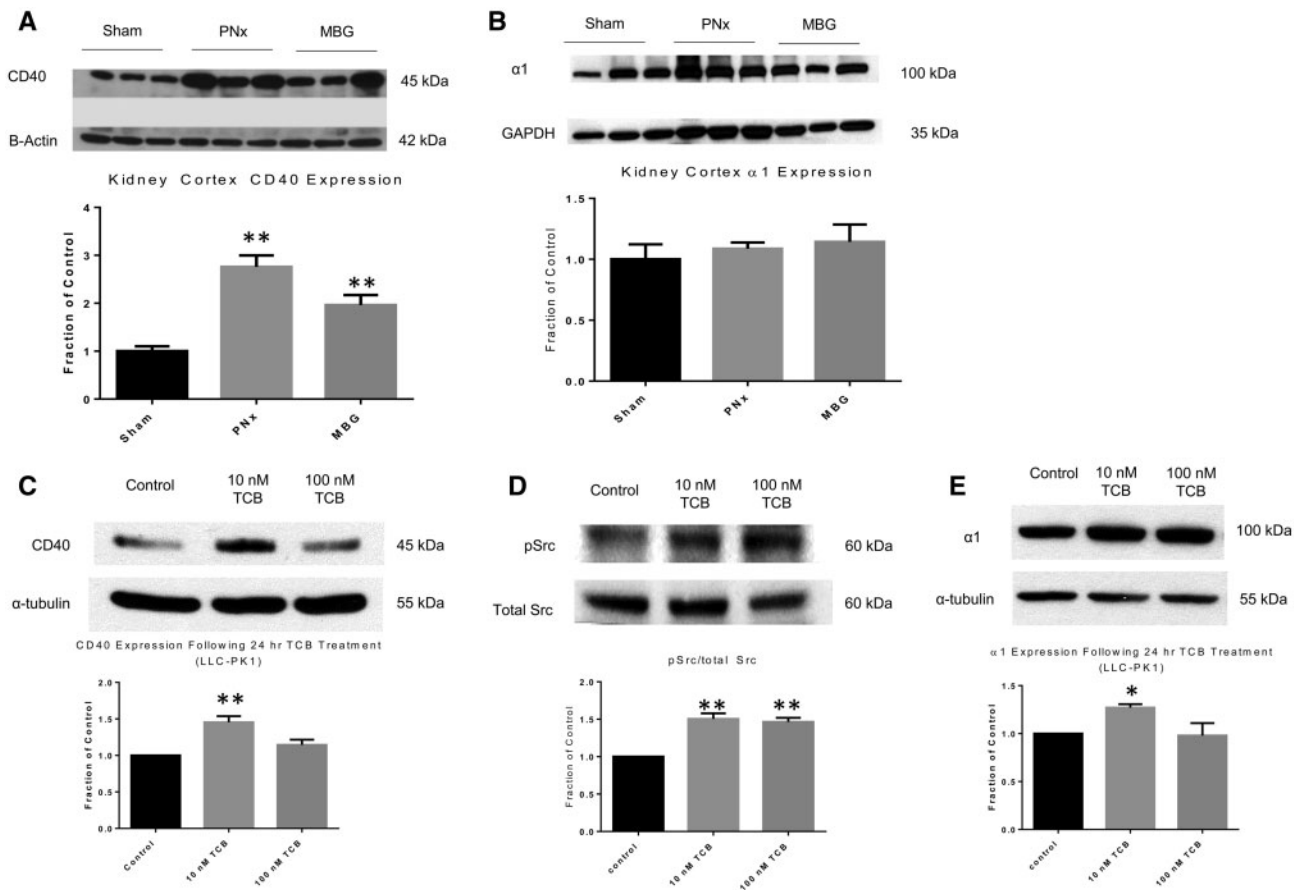 A
Sham PNx MBG
CD40 45 kDa
B-Actin 42 kDa
Kidney Cortex CD40 Expression
Fraction of Control
4
3
2
1
0
**
**
Sham
PNx
MBG
B
Sham PNx MBG
α1 100 kDa
GAPDH 35 kDa
Kidney Cortex α1 Expression
Fraction of Control
1.5
1.0
0.5
0.0
Sham
PNx
MBG
C
Control 10 nM TCB 100 nM TCB
CD40 45 kDa
α-tubulin 55 kDa
CD40 Expression Following 24 hr TCB Treatment
(LLC-PK1)
Fraction of Control
2.0
1.5
1.0
0.5
0.0
**
Control
10 nM TCB
100 nM TCB
D
Control 10 nM TCB 100 nM TCB
pSrc 60 kDa
Total Src 60 kDa
pSrc/total Src
Fraction of Control
2.0
1.5
1.0
0.5
0.0
**
**
control
10 nM TCB
100 nM TCB
E
Control 10 nM TCB 100 nM TCB
α1 100 kDa
α-tubulin 55 kDa
α1 Expression Following 24 hr TCB Treatment
(LLC-PK1)
Fraction of Control
1.5
1.0
0.5
0.0
*
control
10 nM TCB
100 nM TCB